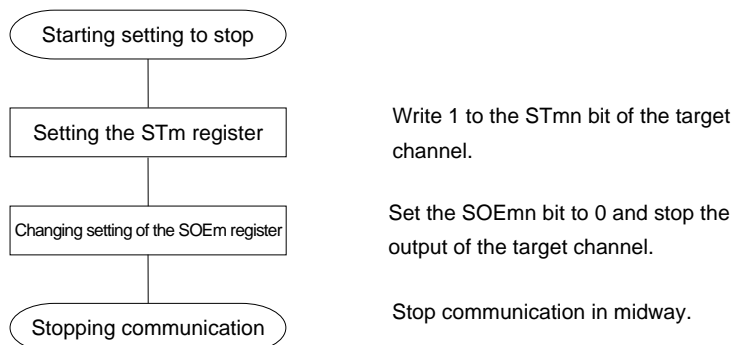 Starting setting to stop
Setting the STm register
Write 1 to the STmn bit of the target
channel.
Changing setting of the SOEm register
Set the SOEmn bit to 0 and stop the
output of the target channel.
Stopping communication
Stop communication in midway.